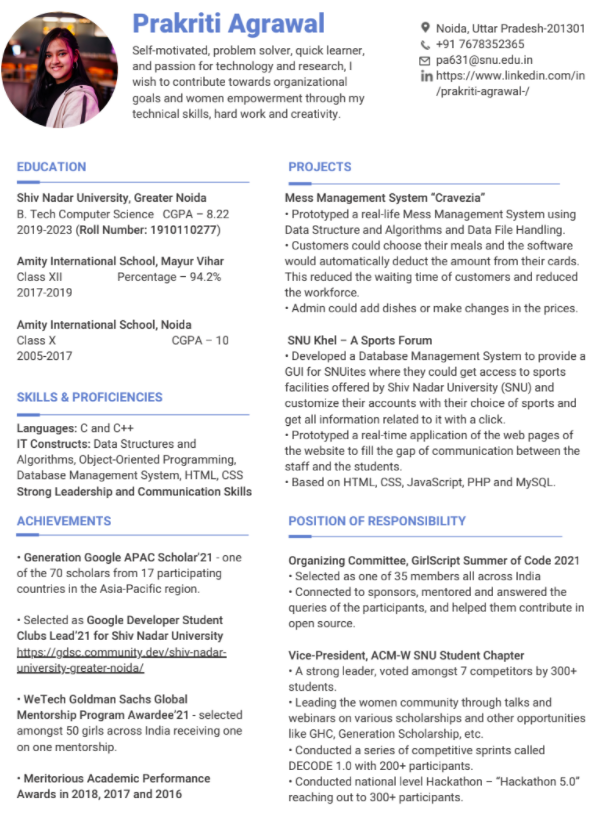 Prakriti Agrawal
Self-motivated, problem solver, quick learner,
and passion for technology and research, I
wish to contribute towards organizational
goals and women empowerment through my
technical skills, hard work and creativity.
Noida, Uttar Pradesh-201301
+91 7678352365
pa631@snu.edu.in
in https://www.linkedin.com/in
/prakriti-agrawal-/
EDUCATION
Shiv Nadar University, Greater Noida
B. Tech Computer Science CGPA – 8.22
2019-2023 (Roll Number: 1910110277)
Amity International School, Mayur Vihar
Class XII Percentage – 94.2%
2017-2019
Amity International School, Noida
Class X CGPA – 10
2005-2017
SKILLS & PROFICIENCIES
Languages: C and C++
IT Constructs: Data Structures and
Algorithms, Object-Oriented Programming,
Database Management System, HTML, CSS
Strong Leadership and Communication Skills
ACHIEVEMENTS
• Generation Google APAC Scholar'21 - one
of the 70 scholars from 17 participating
countries in the Asia-Pacific region.
• Selected as Google Developer Student
Clubs Lead'21 for Shiv Nadar University
https://gdsc.community.dev/shiv-nadar-
university-greater-noida/
• WeTech Goldman Sachs Global
Mentorship Program Awardee'21 - selected
amongst 50 girls across India receiving one
on one mentorship.
• Meritorious Academic Performance
Awards in 2018, 2017 and 2016
PROJECTS
Mess Management System “Cravezia”
• Prototyped a real-life Mess Management System using
Data Structure and Algorithms and Data File Handling.
• Customers could choose their meals and the software
would automatically deduct the amount from their cards.
This reduced the waiting time of customers and reduced
the workforce.
• Admin could add dishes or make changes in the prices.
SNU Khel – A Sports Forum
• Developed a Database Management System to provide a
GUI for SNUites where they could get access to sports
facilities offered by Shiv Nadar University (SNU) and
customize their accounts with their choice of sports and
get all information related to it with a click.
• Prototyped a real-time application of the web pages of
the website to fill the gap of communication between the
staff and the students.
• Based on HTML, CSS, JavaScript, PHP and MySQL.
POSITION OF RESPONSIBILITY
Organizing Committee, GirlScript Summer of Code 2021
• Selected as one of 35 members all across India
• Connected to sponsors, mentored and answered the
queries of the participants, and helped them contribute in
open source.
Vice-President, ACM-W SNU Student Chapter
• A strong leader, voted amongst 7 competitors by 300+
students.
• Leading the women community through talks and
webinars on various scholarships and other opportunities
like GHC, Generation Scholarship, etc.
• Conducted a series of competitive sprints called
DECODE 1.0 with 200+ participants.
• Conducted national level Hackathon – “Hackathon 5.0”
reaching out to 300+ participants.